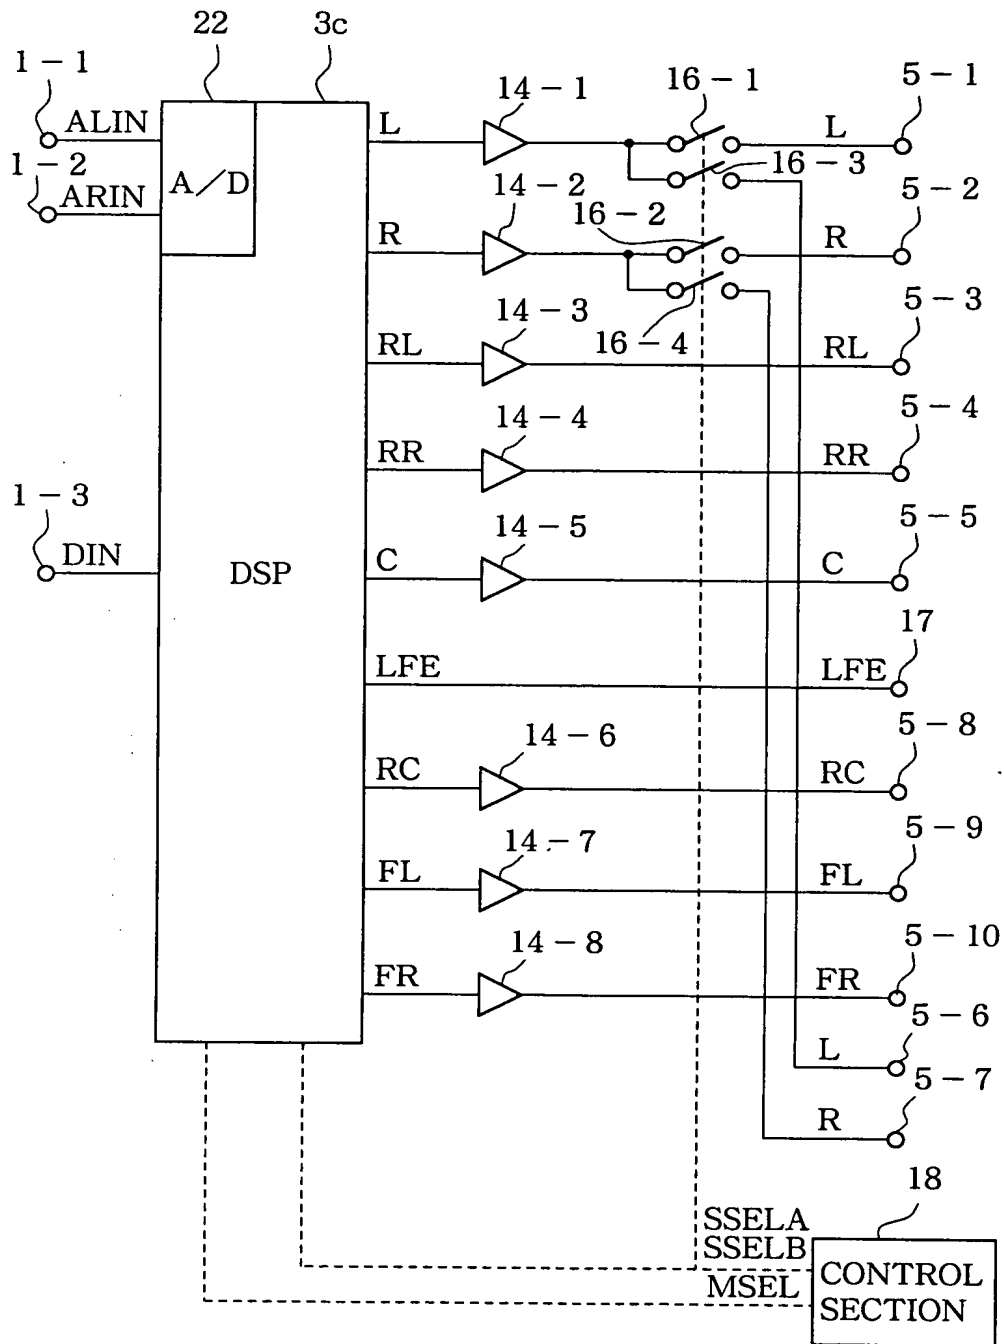 22
3c
1-1
ALIN
14-1
16-1
5-1
L
L
1-2
ARIN
A/D
16-3
14-2
16-2
5-2
R
R
14-3
16-4
5-3
RL
RL
14-4
5-4
RR
RR
1-3
DIN
DSP
14-5
5-5
C
C
17
LFE
LFE
14-6
5-8
RC
RC
14-7
5-9
FL
FL
14-8
5-10
FR
FR
5-6
L
5-7
R
18
SSELA
SSELB
MSEL
CONTROL
SECTION